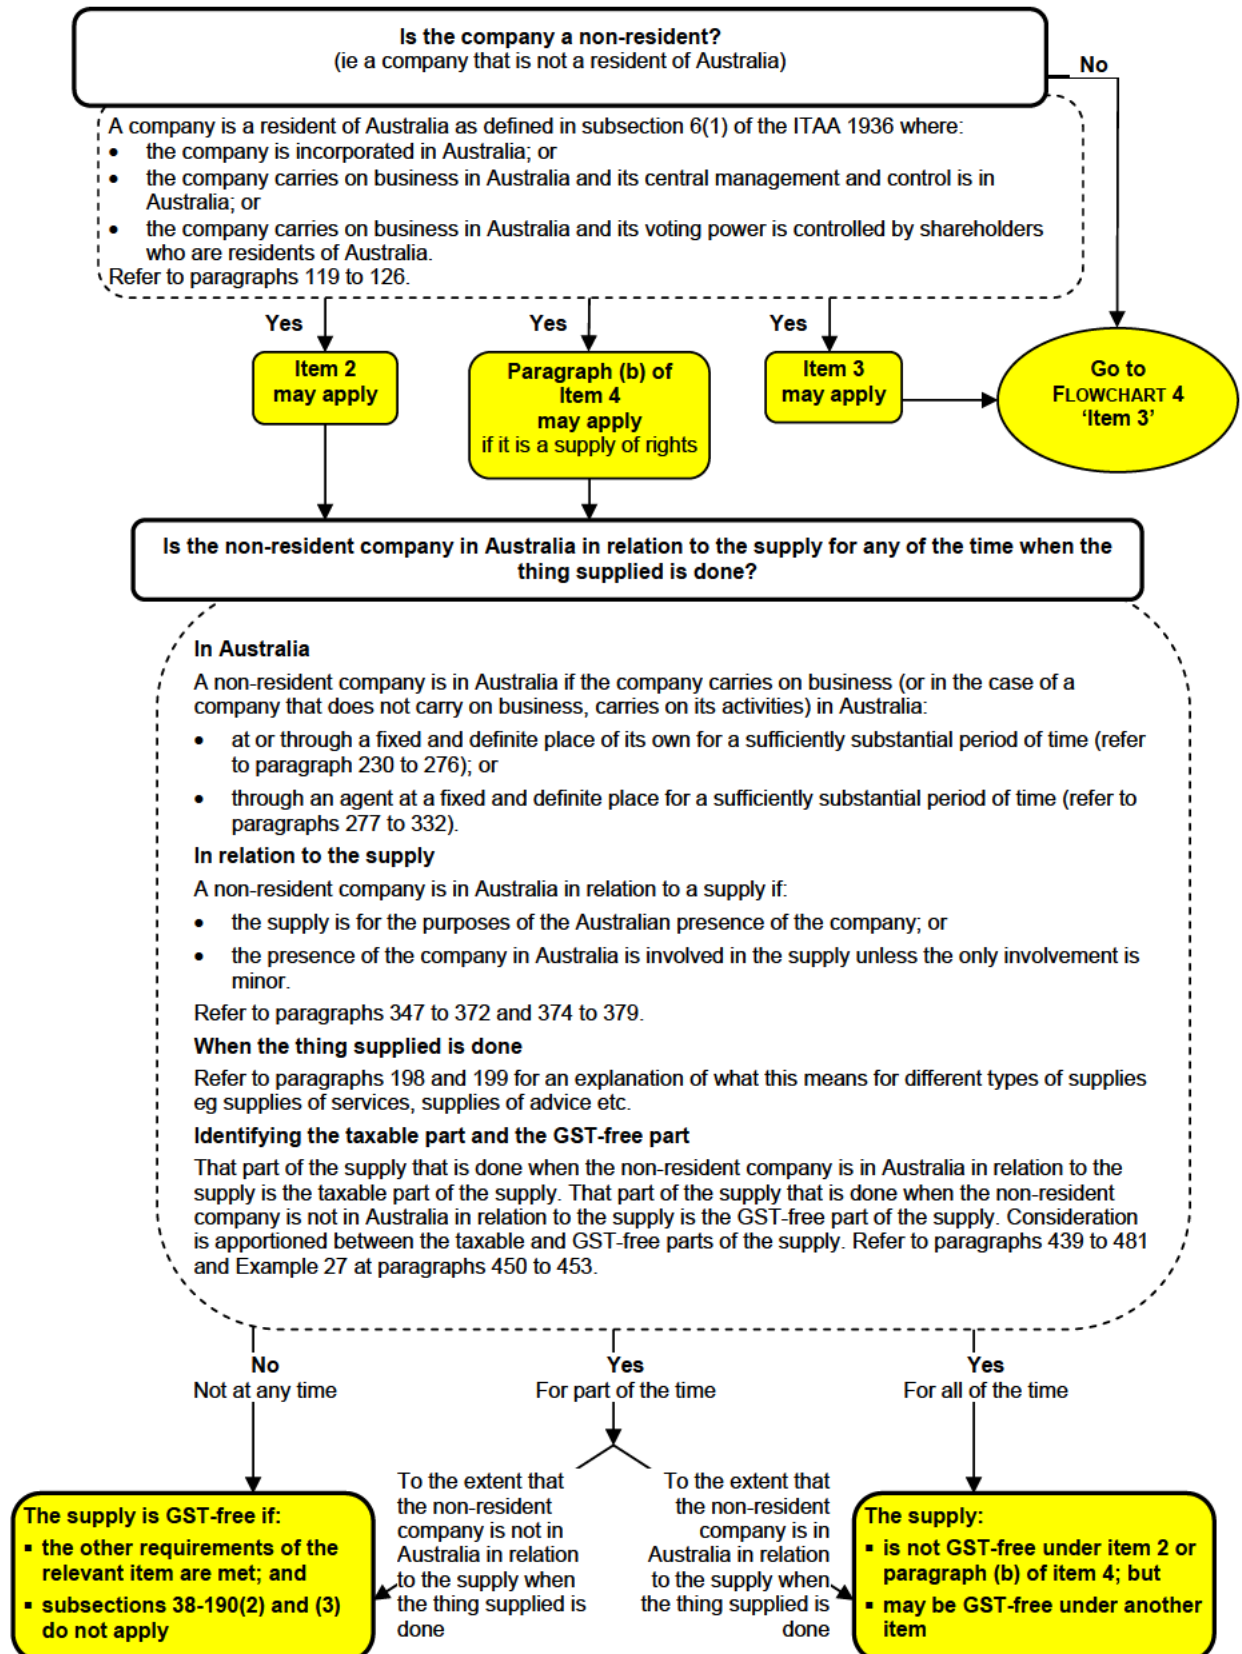 Is the company a non-resident?
(ie a company that is not a resident of Australia)
No
A company is a resident of Australia as defined in subsection 6(1) of the ITAA 1936 where:
• the company is incorporated in Australia; or
• the company carries on business in Australia and its central management and control is in
Australia; or
• the company carries on business in Australia and its voting power is controlled by shareholders
who are residents of Australia.
Refer to paragraphs 119 to 126.
Yes
Yes
Yes
Item 2
may apply
Paragraph (b) of
Item 4
may apply
if it is a supply of rights
Item 3
may apply
Go to
FLOWCHART 4
‘Item 3’
Is the non-resident company in Australia in relation to the supply for any of the time when the
thing supplied is done?
In Australia
A non-resident company is in Australia if the company carries on business (or in the case of a
company that does not carry on business, carries on its activities) in Australia:
• at or through a fixed and definite place of its own for a sufficiently substantial period of time (refer
to paragraph 230 to 276); or
• through an agent at a fixed and definite place for a sufficiently substantial period of time (refer to
paragraphs 277 to 332).
In relation to the supply
A non-resident company is in Australia in relation to a supply if:
• the supply is for the purposes of the Australian presence of the company; or
• the presence of the company in Australia is involved in the supply unless the only involvement is
minor.
Refer to paragraphs 347 to 372 and 374 to 379.
When the thing supplied is done
Refer to paragraphs 198 and 199 for an explanation of what this means for different types of supplies
eg supplies of services, supplies of advice etc.
Identifying the taxable part and the GST-free part
That part of the supply that is done when the non-resident company is in Australia in relation to the
supply is the taxable part of the supply. That part of the supply that is done when the non-resident
company is not in Australia in relation to the supply is the GST-free part of the supply. Consideration
is apportioned between the taxable and GST-free parts of the supply. Refer to paragraphs 439 to 481
and Example 27 at paragraphs 450 to 453.
No
Not at any time
Yes
For part of the time
Yes
For all of the time
The supply is GST-free if:
▪ the other requirements of the
relevant item are met; and
▪ subsections 38-190(2) and (3)
do not apply
To the extent that
the non-resident
company is not in
Australia in relation
to the supply when
the thing supplied is
done
To the extent that
the non-resident
company is in
Australia in relation
to the supply when
the thing supplied is
done
The supply:
▪ is not GST-free under item 2 or
paragraph (b) of item 4; but
▪ may be GST-free under another
item